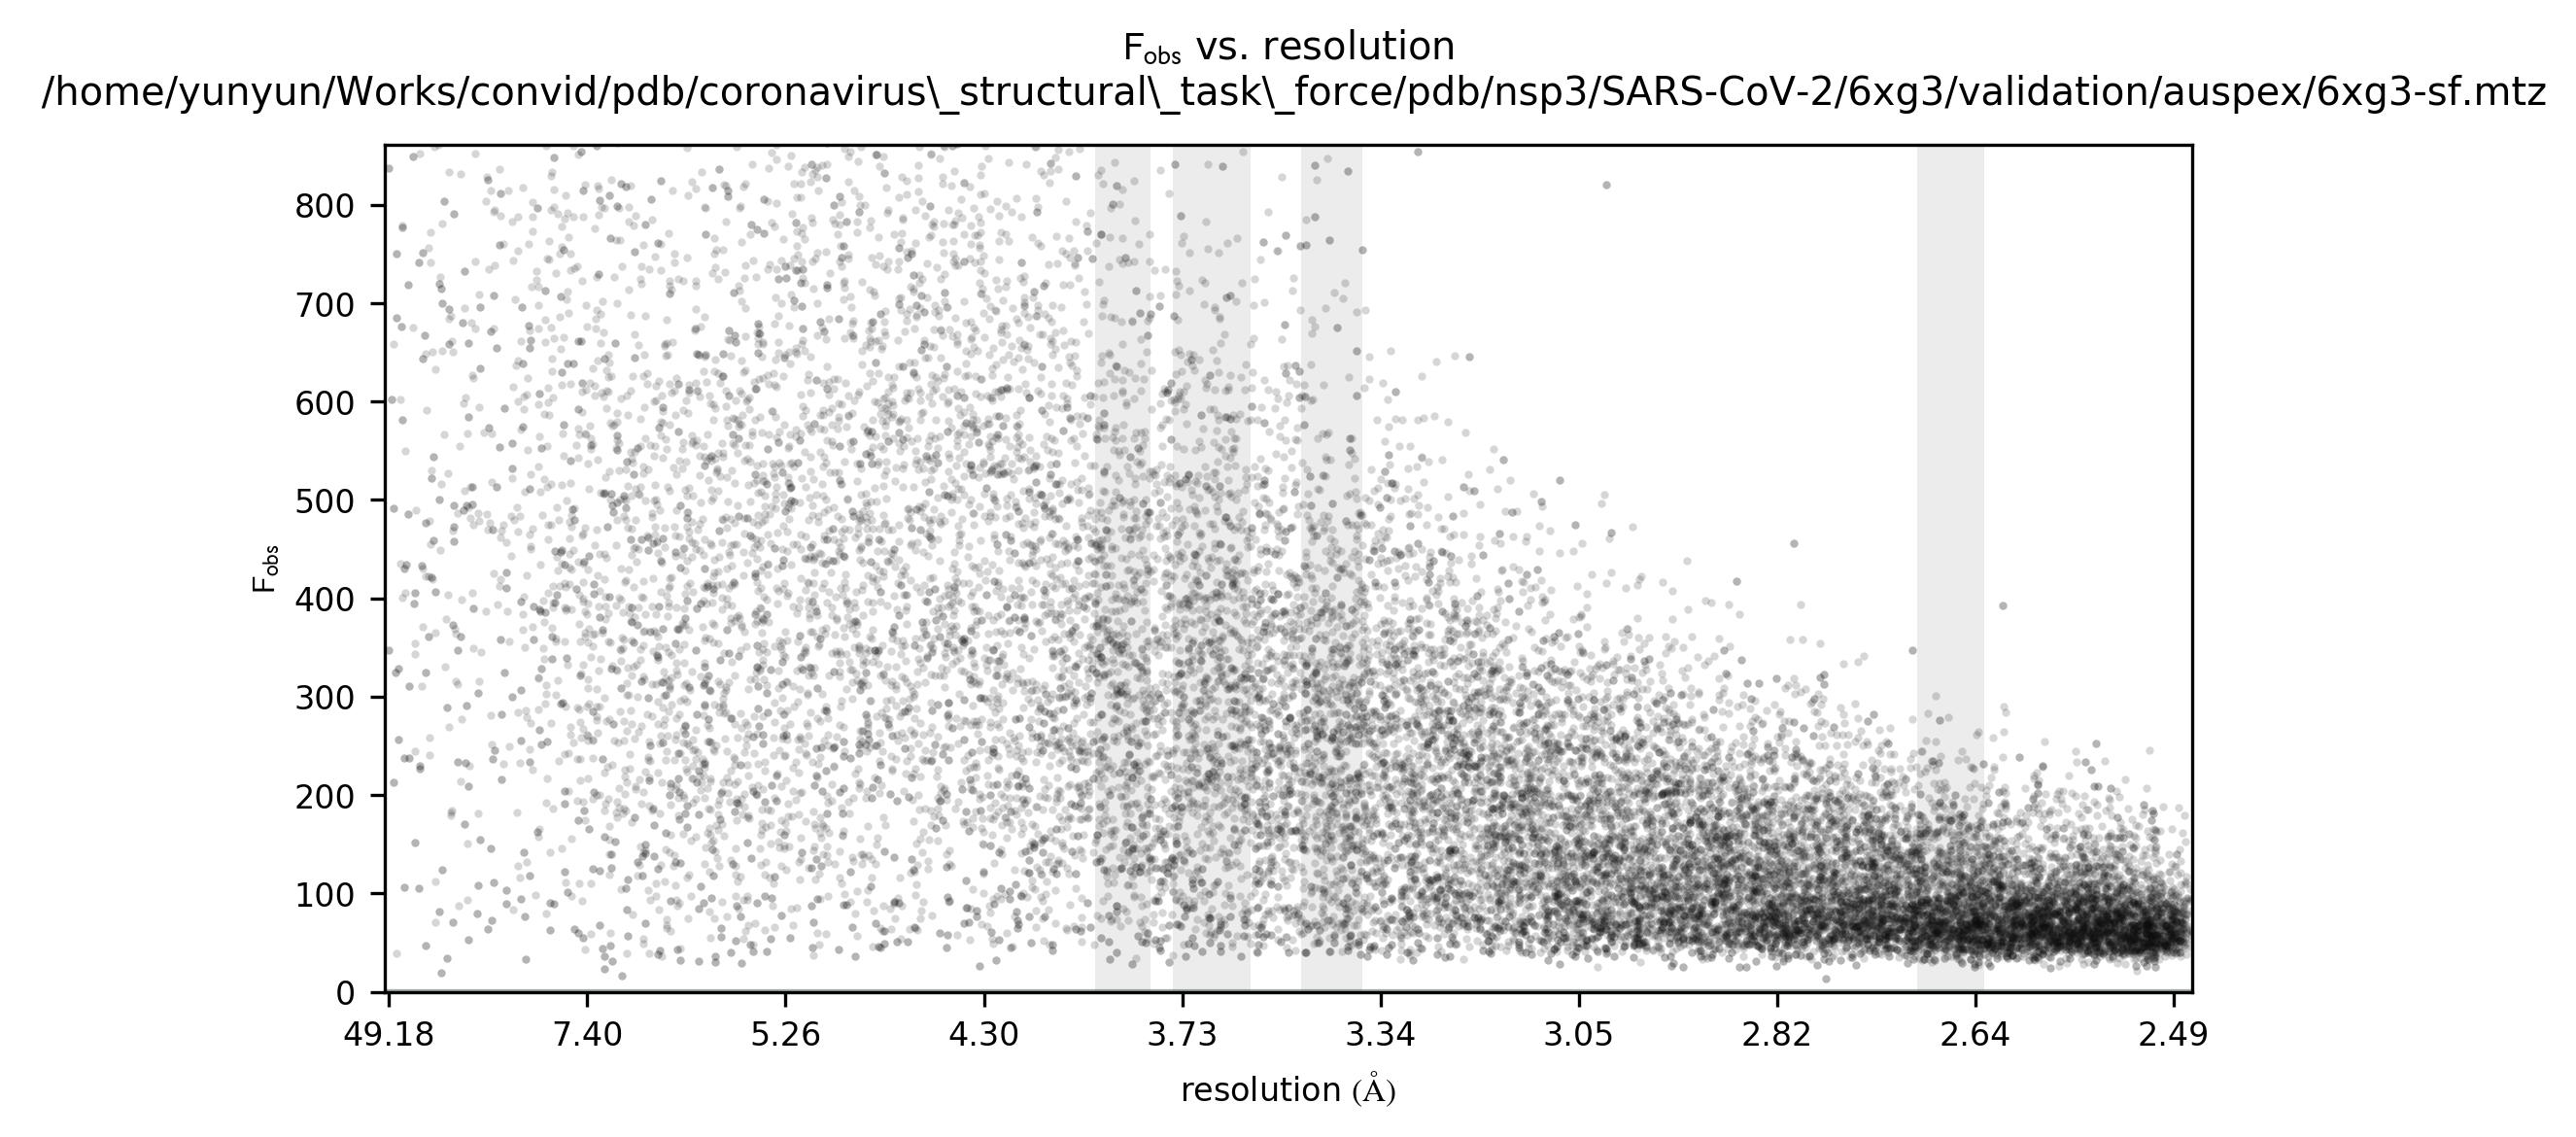 Fobs vs. resolution
/home/yunyun/Works/convid/pdb/coronavirus\_structural\_task\_force/pdb/nsp3/SARS-CoV-2/6xg3/validation/auspex/6xg3-sf.mtz
800
700
600
500
400
300
200
100
0
Fobs
49.18 7.40 5.26 4.30 3.73 3.34 3.05 2.82 2.64 2.49
resolution (Å)